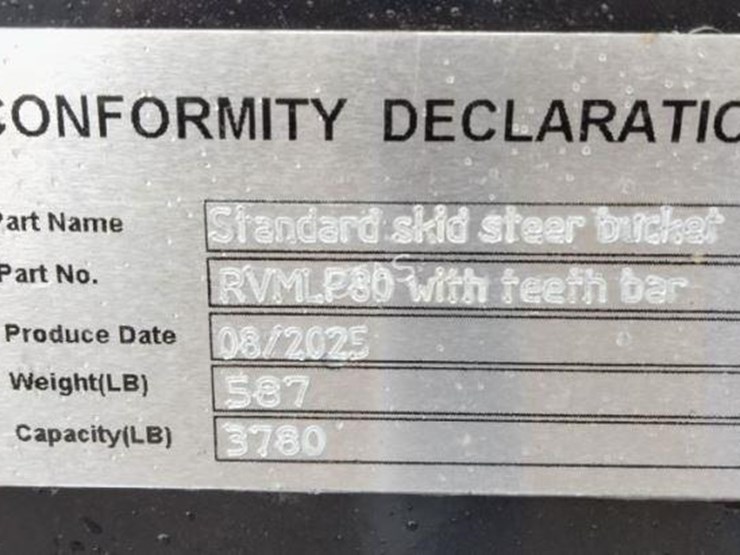 CONFORMITY DECLARATIO
Part Name Standard skid steer bucket
Part No. RVMLP80 with teeth bar
Produce Date 08/2025
Weight(LB) 587
Capacity(LB) 3780